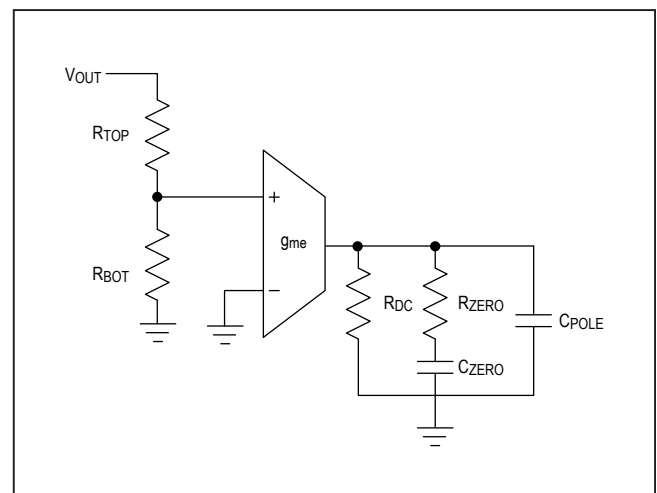 VOUT
RTOP
+
gme
RBOT
−
RDC
RZERO
CPOLE
CZERO